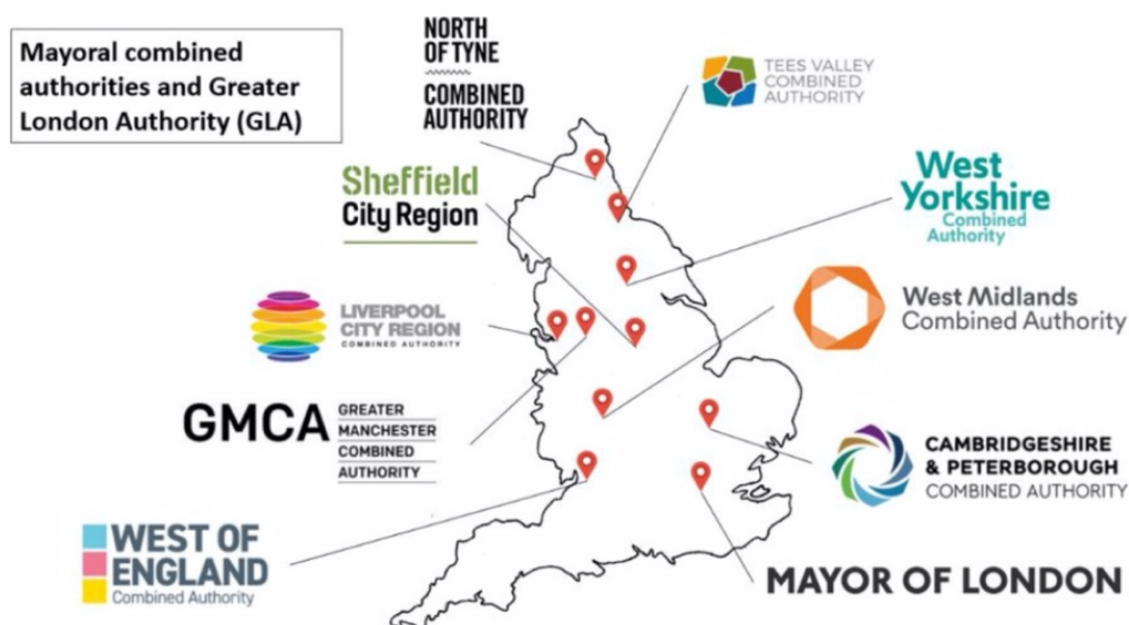 Mayoral combined
authorities and Greater
London Authority (GLA)
NORTH
OF TYNE
COMBINED
AUTHORITY
TEES VALLEY
COMBINED
AUTHORITY
Sheffield
City Region
West
Yorkshire
Combined
Authority
LIVERPOOL
CITY REGION
COMBINED AUTHORITY
West Midlands
Combined Authority
GMCA
GREATER
MANCHESTER
COMBINED
AUTHORITY
CAMBRIDGESHIRE
& PETERBOROUGH
COMBINED AUTHORITY
WEST OF
ENGLAND
Combined Authority
MAYOR OF LONDON